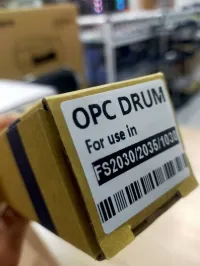 OPC DRUM
For use in
FS2030/2035/1030